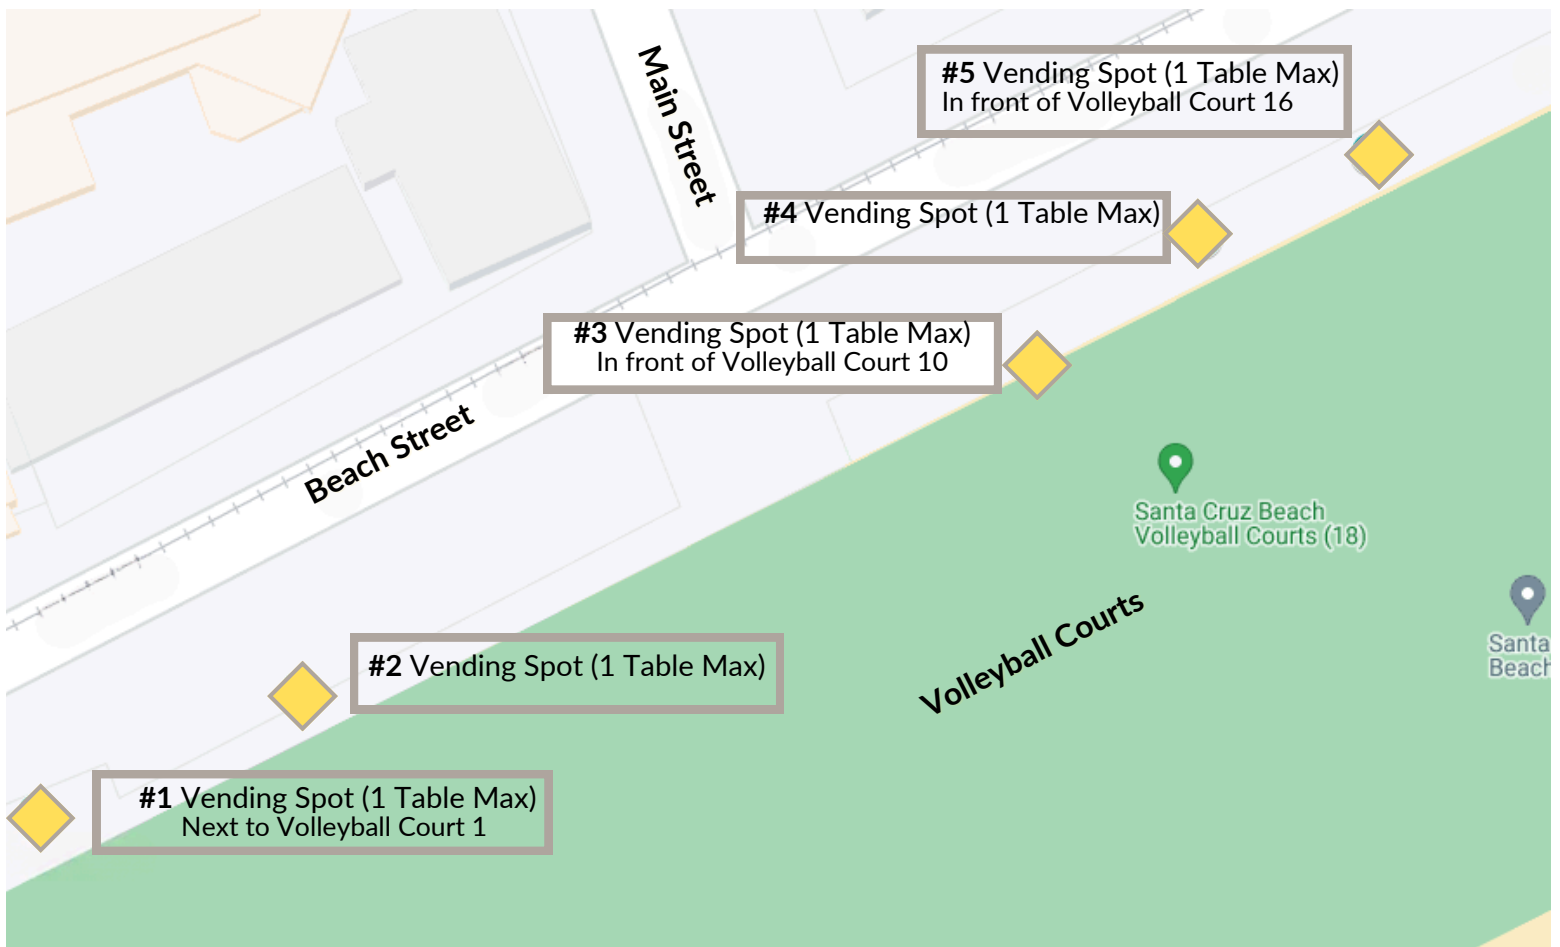 Main Street
#5 Vending Spot (1 Table Max)
In front of Volleyball Court 16
#4 Vending Spot (1 Table Max)
#3 Vending Spot (1 Table Max)
In front of Volleyball Court 10
Beach Street
Santa Cruz Beach
Volleyball Courts (18)
Volleyball Courts
Santa
Beach
#2 Vending Spot (1 Table Max)
#1 Vending Spot (1 Table Max)
Next to Volleyball Court 1